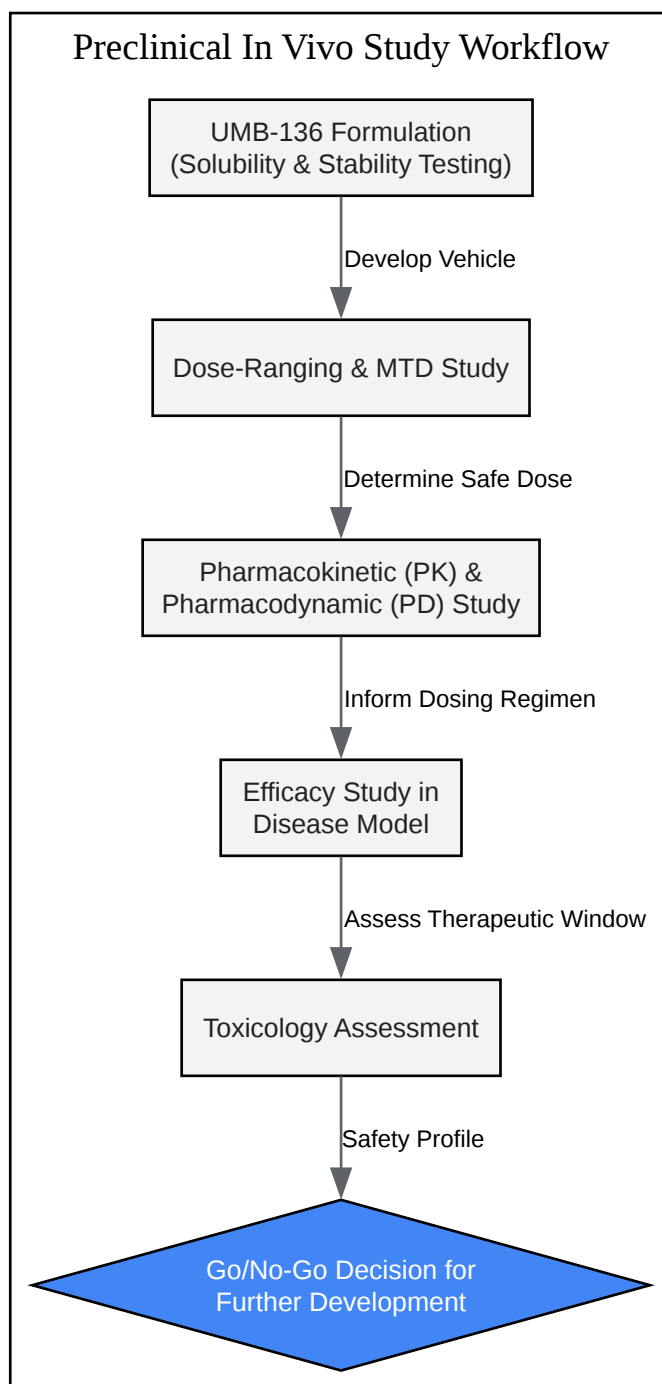 Preclinical In Vivo Study Workflow
UMB-136 Formulation
(Solubility & Stability Testing)
Develop Vehicle
Dose-Ranging & MTD Study
Determine Safe Dose
Pharmacokinetic (PK) &
Pharmacodynamic (PD) Study
Inform Dosing Regimen
Efficacy Study in
Disease Model
Assess Therapeutic Window
Toxicology Assessment
Safety Profile
Go/No-Go Decision for
Further Development